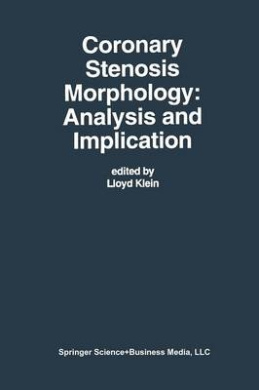 Coronary
Stenosis
Morphology:
Analysis and
Implication
edited by
Lloyd Klein
Springer Science+Business Media, LLC